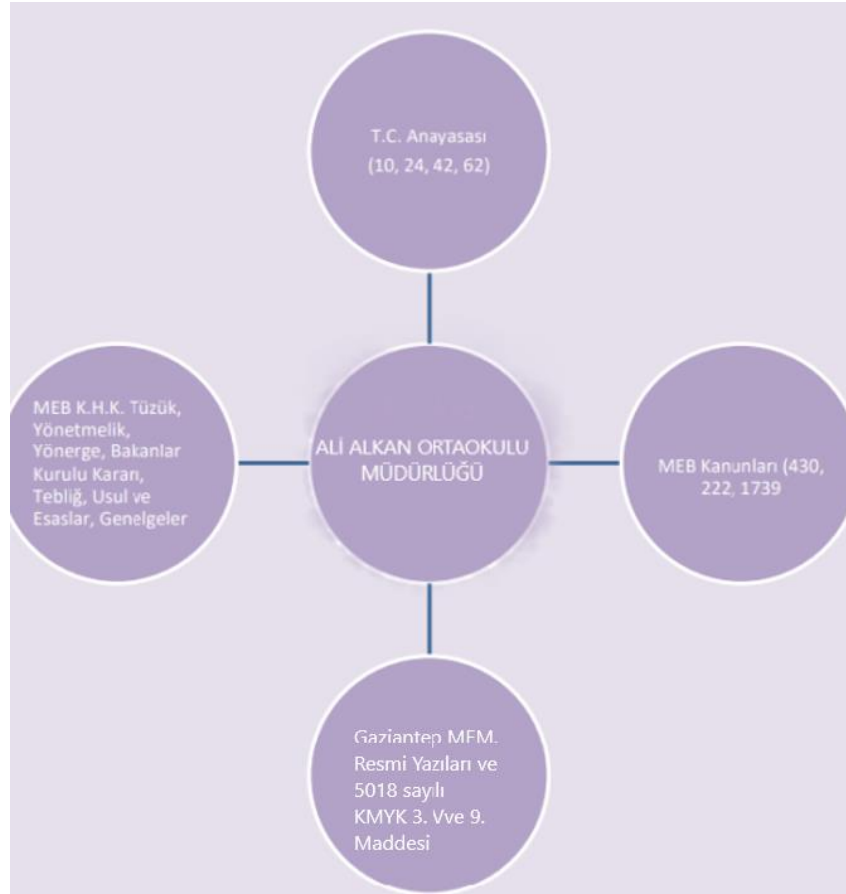 T.C. Anayasası
(10, 24, 42, 62)
MEB K.H.K. Tüzük,
Yönetmelik,
Yönerge, Bakanlar
Kurulu Kararı,
Tebliğ, Usul ve
Esaslar, Genelgeler
ALİ ALKAN ORTAOKULU
MÜDÜRLÜĞÜ
MEB Kanunları (430,
222, 1739
Gaziantep MEM.
Resmi Yazıları ve
5018 sayılı
KMYK 3. Vve 9.
Maddesi